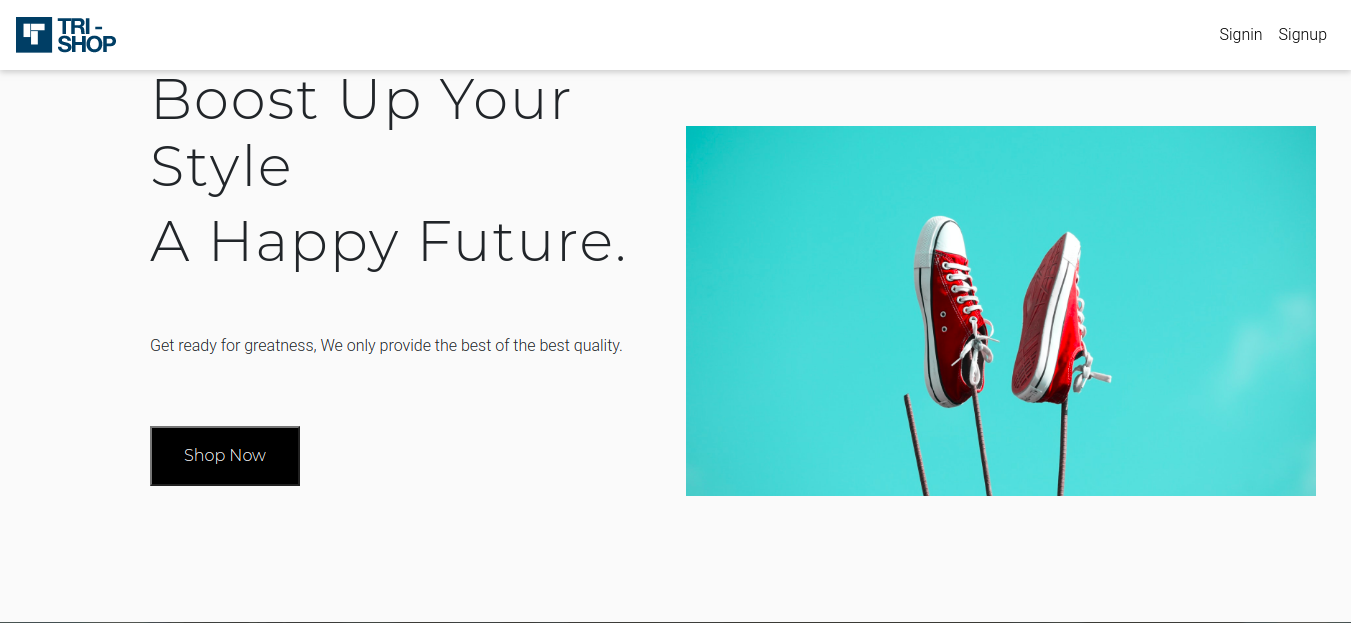 TRI -
SHOP
Signin Signup
Boost Up Your
Style
A Happy Future.
Get ready for greatness, We only provide the best of the best quality.
Shop Now